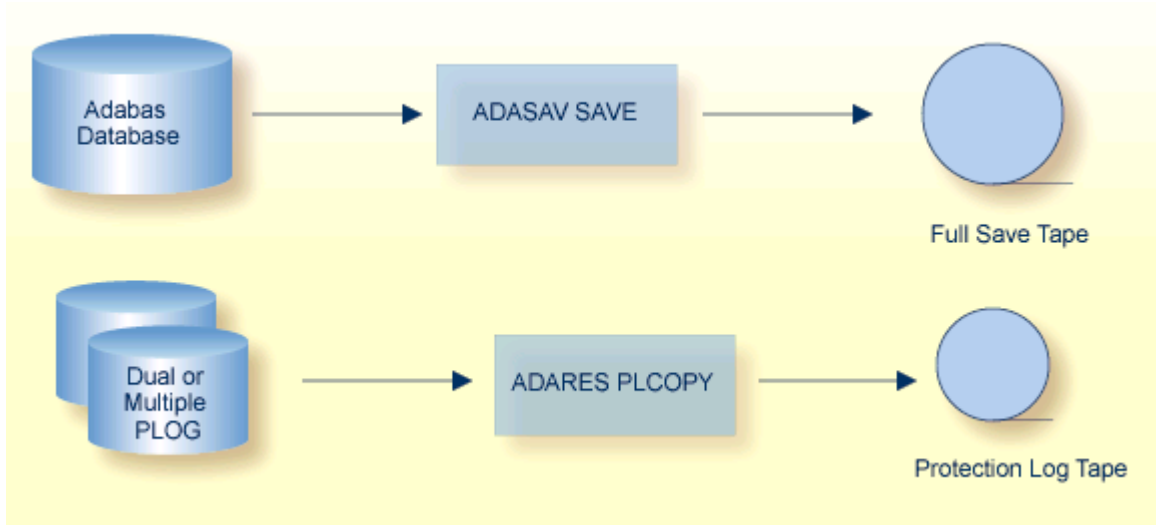 Adabas
Database
ADASAV SAVE
Full Save Tape
Dual or
Multiple
PLOG
ADARES PLCOPY
Protection Log Tape